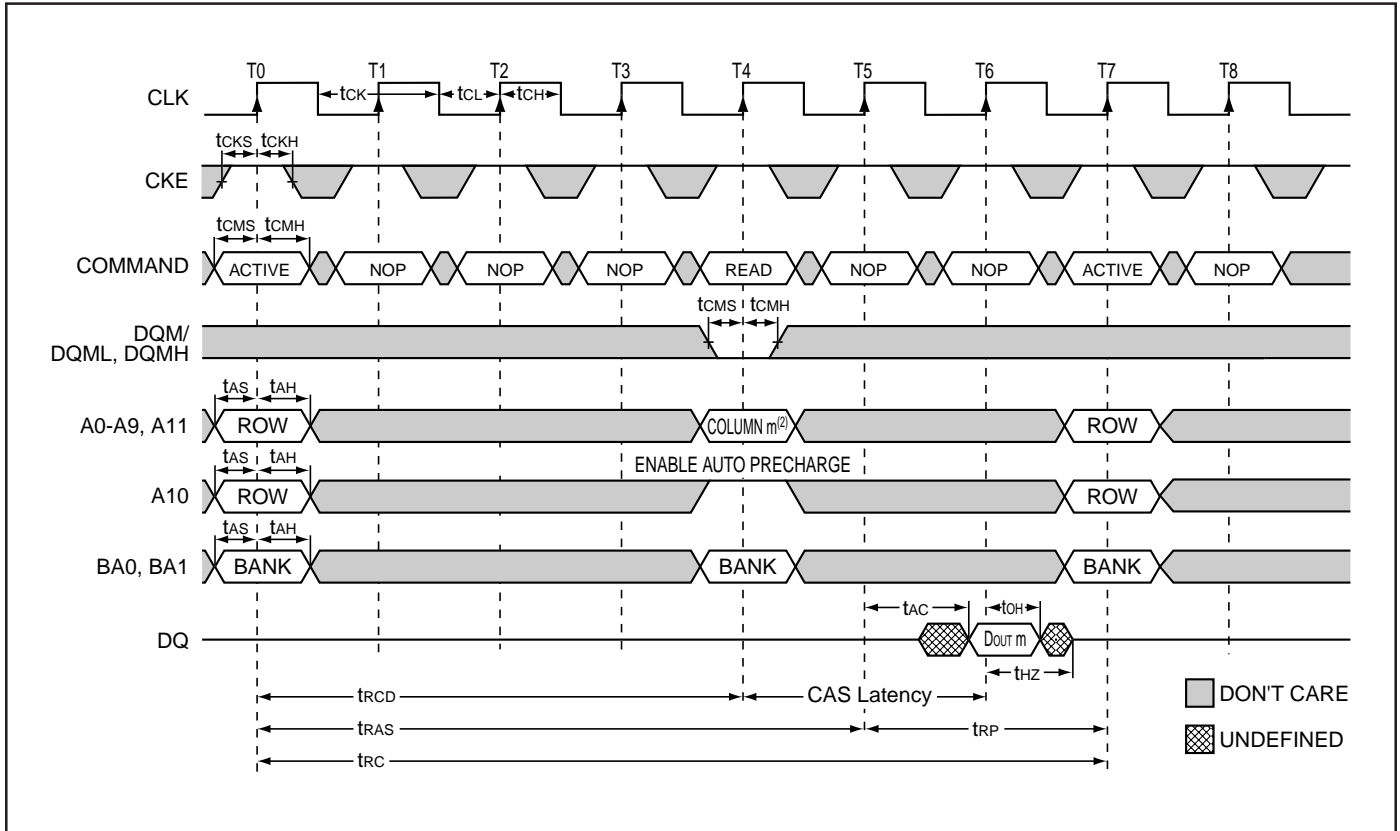 T0 T1 T2 T3 T4 T5 T6 T7 T8
CLK tCK tCL tCH
tCKS tCKH
CKE
tCMS tCMH
COMMAND ACTIVE NOP NOP NOP READ NOP NOP ACTIVE NOP
tCMS tCMH
DQM/
DQML, DQMH
tAS tAH
A0-A9, A11 ROW COLUMN m(2) ROW
tAS tAH ENABLE AUTO PRECHARGE
A10 ROW ROW
tAS tAH
BA0, BA1 BANK BANK BANK
tAC tOH
DQ DOUT m
tHZ
tRCD CAS Latency DON'T CARE
tRAS tRP
UNDEFINED
tRC